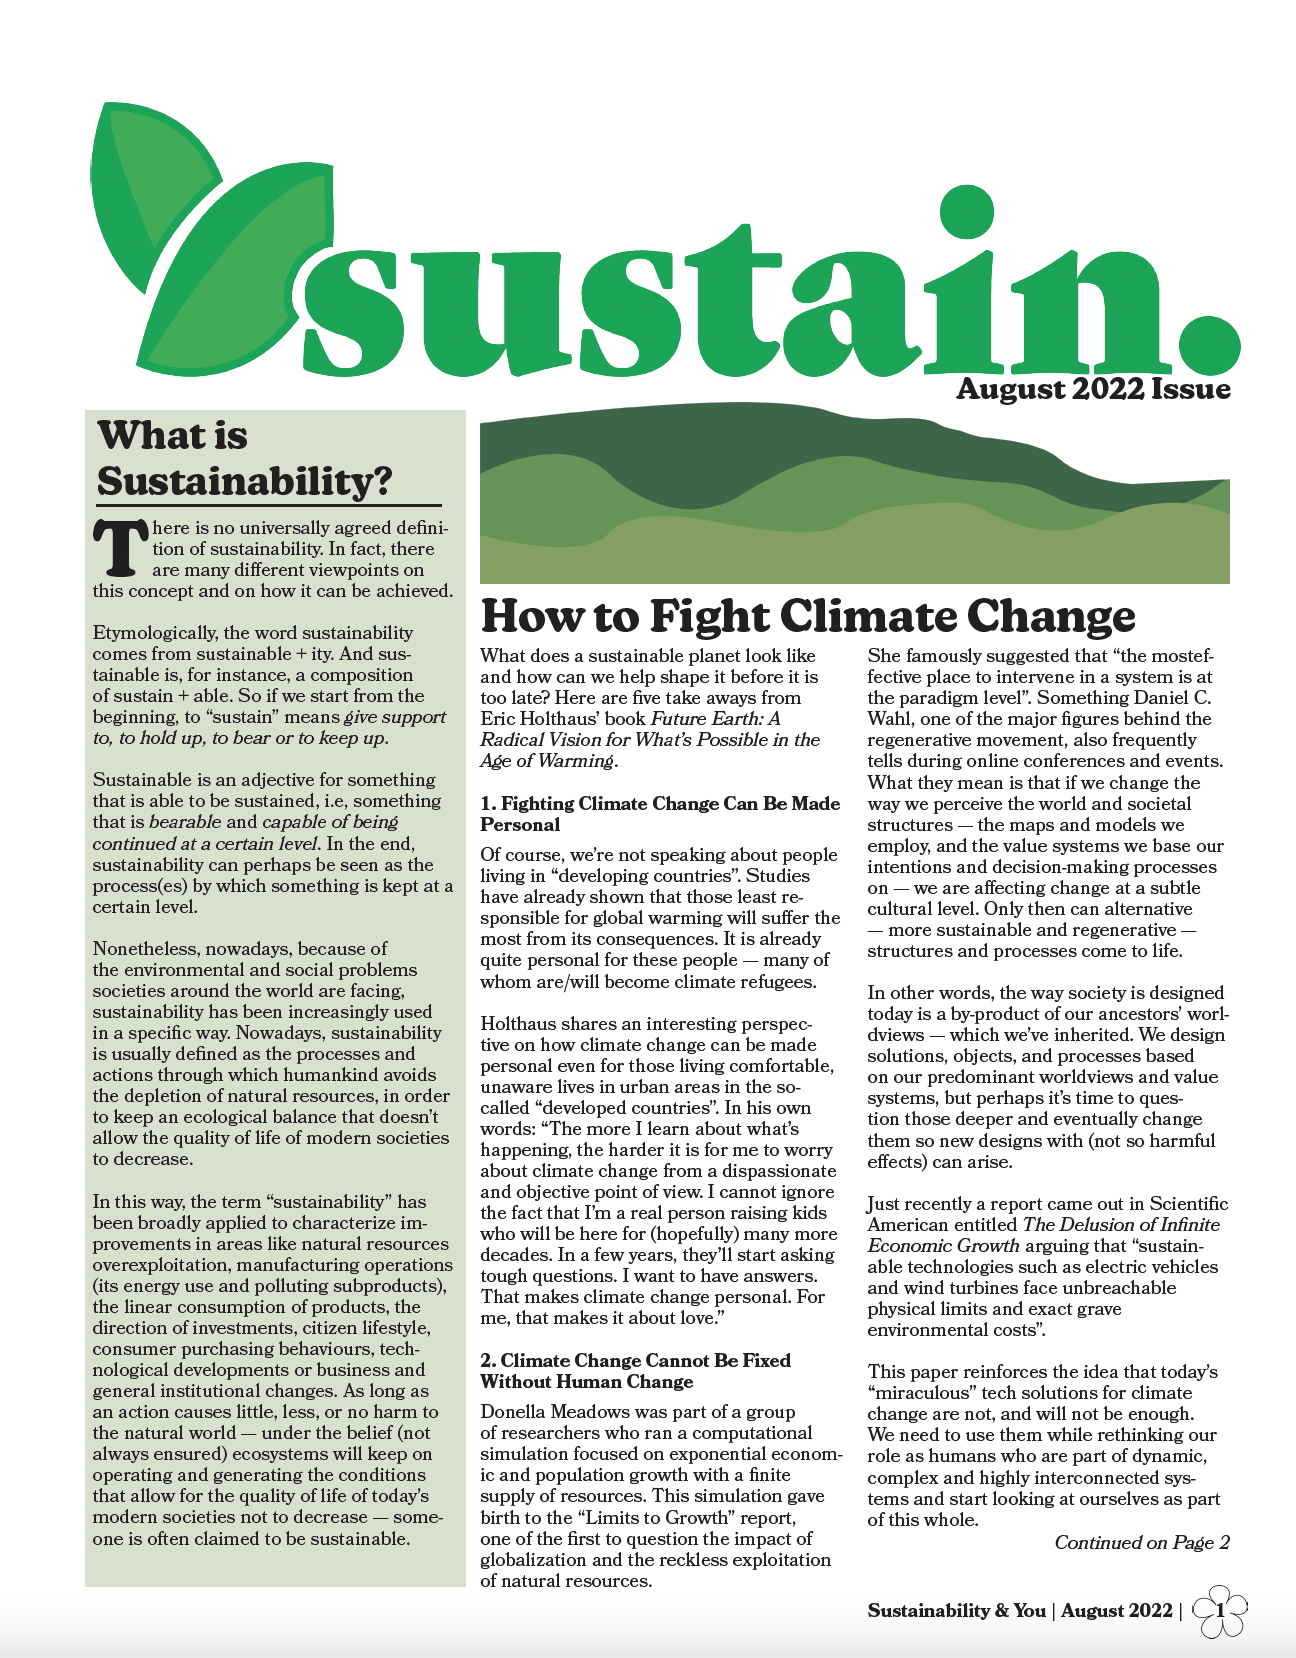 sustain.
August 2022 Issue
What is
Sustainability?
There is no universally agreed defini-
tion of sustainability. In fact, there
are many different viewpoints on
this concept and on how it can be achieved.
Etymologically, the word sustainability
comes from sustainable + ity. And sus-
tainable is, for instance, a composition
of sustain + able. So if we start from the
beginning, to “sustain” means give support
to, to hold up, to bear or to keep up.
Sustainable is an adjective for something
that is able to be sustained, i.e, something
that is bearable and capable of being
continued at a certain level. In the end,
sustainability can perhaps be seen as the
process(es) by which something is kept at a
certain level.
Nonetheless, nowadays, because of
the environmental and social problems
societies around the world are facing,
sustainability has been increasingly used
in a specific way. Nowadays, sustainability
is usually defined as the processes and
actions through which humankind avoids
the depletion of natural resources, in order
to keep an ecological balance that doesn’t
allow the quality of life of modern societies
to decrease.
In this way, the term “sustainability” has
been broadly applied to characterize im-
provements in areas like natural resources
overexploitation, manufacturing operations
(its energy use and polluting subproducts),
the linear consumption of products, the
direction of investments, citizen lifestyle,
consumer purchasing behaviours, tech-
nological developments or business and
general institutional changes. As long as
an action causes little, less, or no harm to
the natural world — under the belief (not
always ensured) ecosystems will keep on
operating and generating the conditions
that allow for the quality of life of today’s
modern societies not to decrease — some-
one is often claimed to be sustainable.
How to Fight Climate Change
What does a sustainable planet look like
and how can we help shape it before it is
too late? Here are five take aways from
Eric Holthaus’ book Future Earth: A
Radical Vision for What’s Possible in the
Age of Warming.
1. Fighting Climate Change Can Be Made
Personal
Of course, we’re not speaking about people
living in “developing countries”. Studies
have already shown that those least re-
sponsible for global warming will suffer the
most from its consequences. It is already
quite personal for these people — many of
whom are/will become climate refugees.
Holthaus shares an interesting perspec-
tive on how climate change can be made
personal even for those living comfortable,
unaware lives in urban areas in the so-
called “developed countries”. In his own
words: “The more I learn about what’s
happening, the harder it is for me to worry
about climate change from a dispassionate
and objective point of view. I cannot ignore
the fact that I’m a real person raising kids
who will be here for (hopefully) many more
decades. In a few years, they’ll start asking
tough questions. I want to have answers.
That makes climate change personal. For
me, that makes it about love.”
2. Climate Change Cannot Be Fixed
Without Human Change
Donella Meadows was part of a group
of researchers who ran a computational
simulation focused on exponential econom-
ic and population growth with a finite
supply of resources. This simulation gave
birth to the “Limits to Growth” report,
one of the first to question the impact of
globalization and the reckless exploitation
of natural resources.
She famously suggested that “the mostef-
fective place to intervene in a system is at
the paradigm level”. Something Daniel C.
Wahl, one of the major figures behind the
regenerative movement, also frequently
tells during online conferences and events.
What they mean is that if we change the
way we perceive the world and societal
structures — the maps and models we
employ, and the value systems we base our
intentions and decision-making processes
on — we are affecting change at a subtle
cultural level. Only then can alternative
— more sustainable and regenerative —
structures and processes come to life.
In other words, the way society is designed
today is a by-product of our ancestors’ worl-
dviews — which we’ve inherited. We design
solutions, objects, and processes based
on our predominant worldviews and value
systems, but perhaps it’s time to ques-
tion those deeper and eventually change
them so new designs with (not so harmful
effects) can arise.
Just recently a report came out in Scientific
American entitled The Delusion of Infinite
Economic Growth arguing that “sustain-
able technologies such as electric vehicles
and wind turbines face unbreachable
physical limits and exact grave
environmental costs”.
This paper reinforces the idea that today’s
“miraculous” tech solutions for climate
change are not, and will not be enough.
We need to use them while rethinking our
role as humans who are part of dynamic,
complex and highly interconnected sys-
tems and start looking at ourselves as part
of this whole.
Continued on Page 2
Sustainability & You | August 2022 | 1